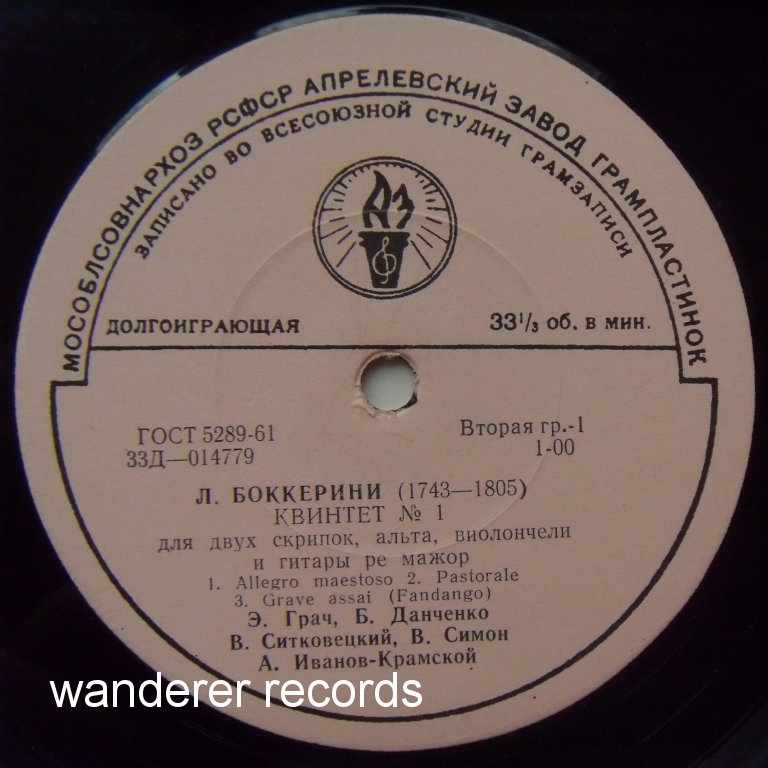 МОСОБЛСОВНАРХОЗ РСФСР АПРЕЛЕВСКИЙ ЗАВОД ГРАМПЛАСТИНОК
ЗАПИСАНО ВО ВСЕСОЮЗНОЙ СТУДИИ ГРАМЗАПИСИ
АЗ
ДОЛГОИГРАЮЩАЯ 33 1/3 об. в мин.
ГОСТ 5289-61 Вторая гр.-1
33Д—014779 1-00
Л. БОККЕРИНИ (1743—1805)
КВИНТЕТ № 1
для двух скрипок, альта, виолончели
и гитары ре мажор
1. Allegro maestoso 2. Pastorale
3. Grave assai (Fandango)
Э. Грач, Б. Данченко
В. Ситковецкий, В. Симон
А. Иванов-Крамской
wanderer records